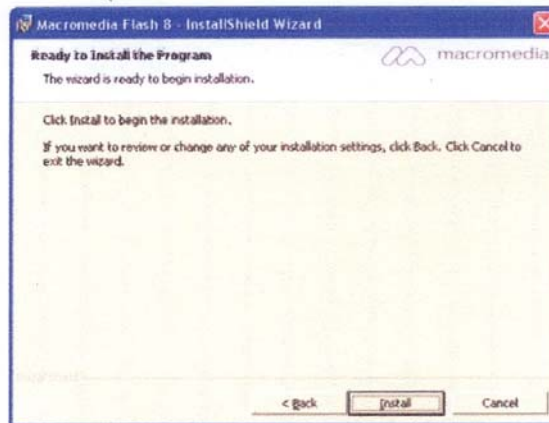 Macromedia Flash 8 - InstallShield Wizard
Ready to Install the Program
macromedia
The wizard is ready to begin installation.
Click Install to begin the installation.
If you want to review or change any of your installation settings, click Back. Click Cancel to
exit the wizard.
InstallShield
< Back
Install
Cancel